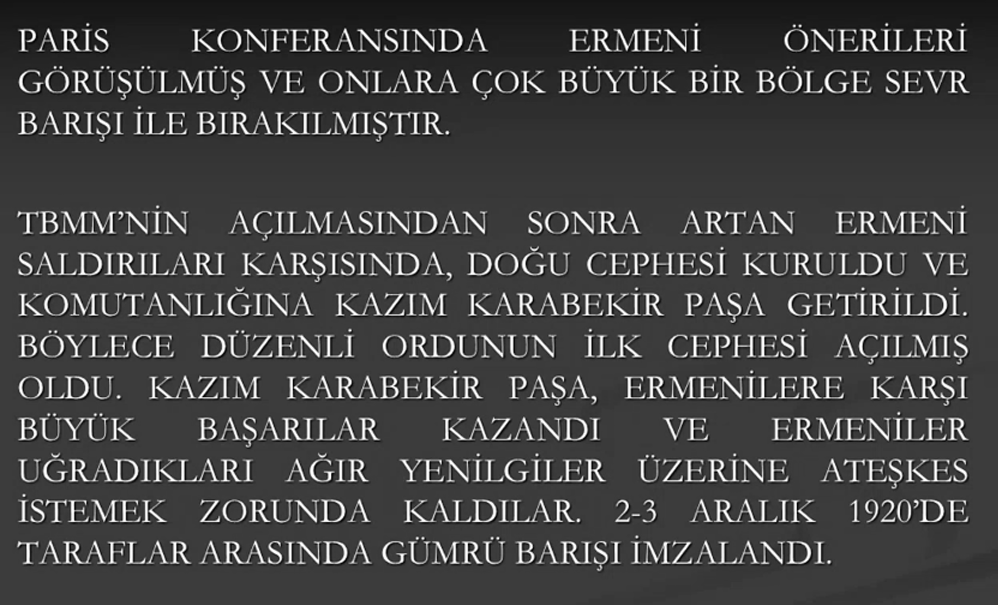 PARİS KONFERANSINDA ERMENİ ÖNERİLERİ
GÖRÜŞÜLMÜŞ VE ONLARA ÇOK BÜYÜK BİR BÖLGE SEVR
BARIŞI İLE BIRAKILMIŞTIR.
TBMM’NİN AÇILMASINDAN SONRA ARTAN ERMENİ
SALDIRILARI KARŞISINDA, DOĞU CEPHESİ KURULDU VE
KOMUTANLIĞINA KAZIM KARABEKİR PAŞA GETİRİLDİ.
BÖYLECE DÜZENLİ ORDUNUN İLK CEPHESİ AÇILMIŞ
OLDU. KAZIM KARABEKİR PAŞA, ERMENİLERE KARŞI
BÜYÜK BAŞARILAR KAZANDI VE ERMENİLER
UĞRADIKLARI AĞIR YENİLGİLER ÜZERİNE ATEŞKES
İSTEMEK ZORUNDA KALDILAR. 2-3 ARALIK 1920’DE
TARAFLAR ARASINDA GÜMRÜ BARIŞI İMZALANDI.